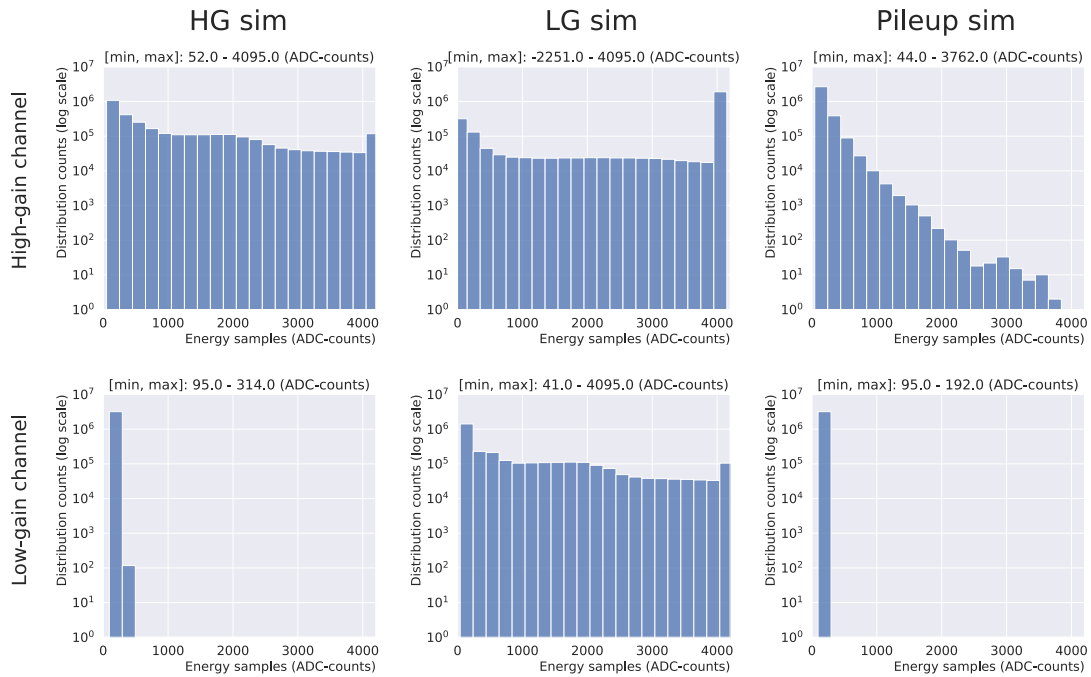 HG sim
LG sim
Pileup sim
High-gain channel
[min, max]: 52.0 - 4095.0 (ADC-counts)
Distribution counts (log scale)
10^7
10^6
10^5
10^4
10^3
10^2
10^1
10^0
0 1000 2000 3000 4000
Energy samples (ADC-counts)
[min, max]: -2251.0 - 4095.0 (ADC-counts)
Distribution counts (log scale)
10^7
10^6
10^5
10^4
10^3
10^2
10^1
10^0
0 1000 2000 3000 4000
Energy samples (ADC-counts)
[min, max]: 44.0 - 3762.0 (ADC-counts)
Distribution counts (log scale)
10^7
10^6
10^5
10^4
10^3
10^2
10^1
10^0
0 1000 2000 3000 4000
Energy samples (ADC-counts)
Low-gain channel
[min, max]: 95.0 - 314.0 (ADC-counts)
Distribution counts (log scale)
10^7
10^6
10^5
10^4
10^3
10^2
10^1
10^0
0 1000 2000 3000 4000
Energy samples (ADC-counts)
[min, max]: 41.0 - 4095.0 (ADC-counts)
Distribution counts (log scale)
10^7
10^6
10^5
10^4
10^3
10^2
10^1
10^0
0 1000 2000 3000 4000
Energy samples (ADC-counts)
[min, max]: 95.0 - 192.0 (ADC-counts)
Distribution counts (log scale)
10^7
10^6
10^5
10^4
10^3
10^2
10^1
10^0
0 1000 2000 3000 4000
Energy samples (ADC-counts)